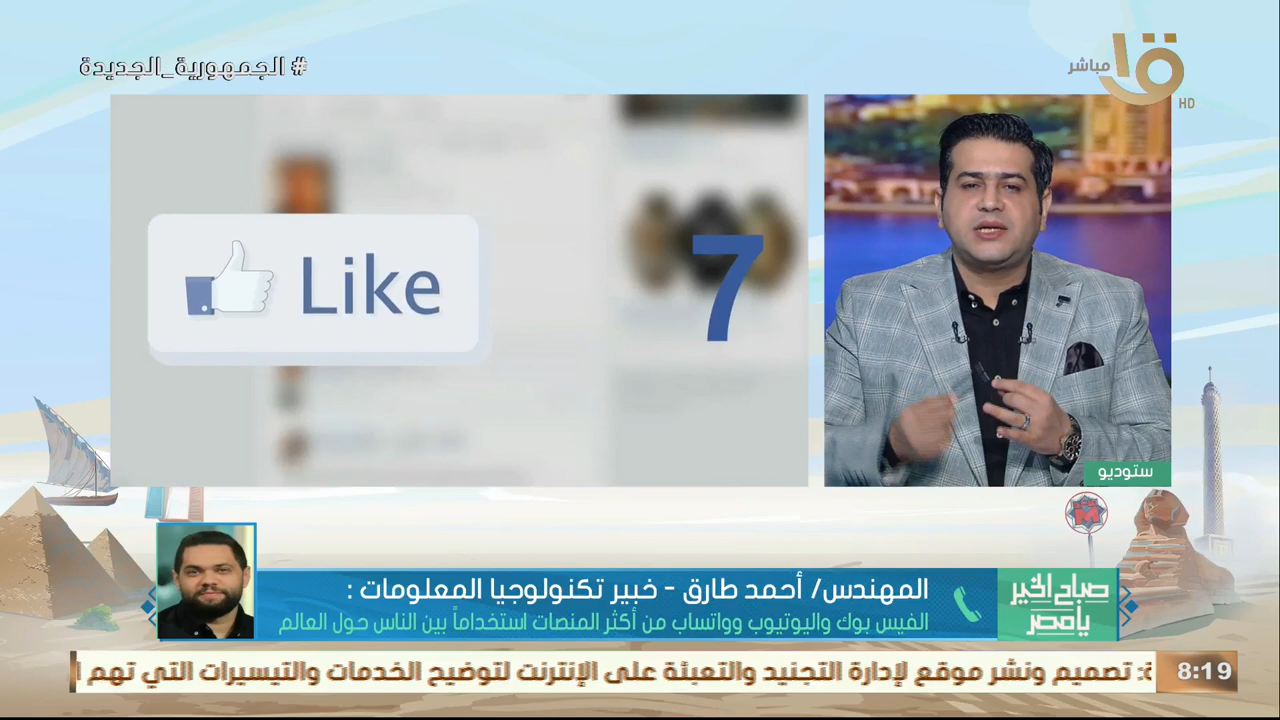 # الجمهورية_الجديدة
مباشر
HD
Like
7
ستوديو
المهندس/ أحمد طارق - خبير تكنولوجيا المعلومات :
الفيس بوك واليوتيوب وواتساب من أكثر المنصات استخداماً بين الناس حول العالم
صباح الخير
يا مصر
تصميم ونشر موقع لإدارة التجنيد والتعبئة على الإنترنت لتوضيح الخدمات والتيسيرات التي تهم
8:19